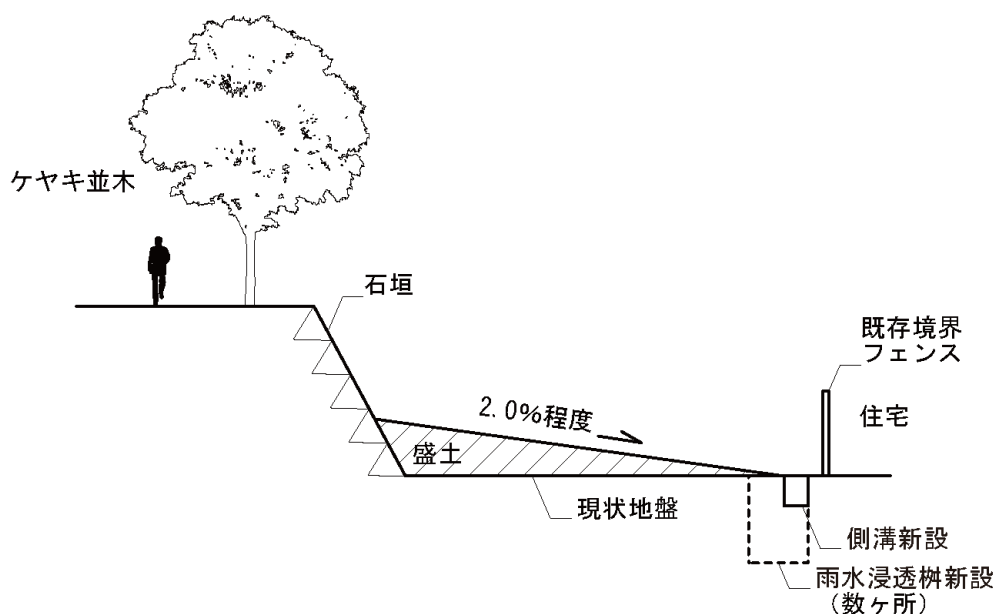 ケヤキ並木
石垣
既存境界
フェンス
2.0%程度
住宅
盛土
現状地盤
側溝新設
雨水浸透桝新設
(数ヶ所)